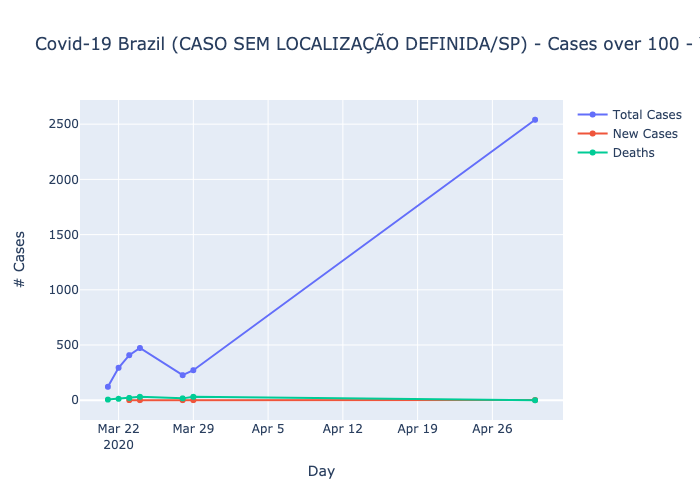 Covid-19 Brazil (CASO SEM LOCALIZAÇÃO DEFINIDA/SP) - Cases over 100 -
2500
2000
1500
1000
500
0
# Cases
Mar 22
2020
Mar 29
Apr 5
Apr 12
Apr 19
Apr 26
Day
Total Cases
New Cases
Deaths